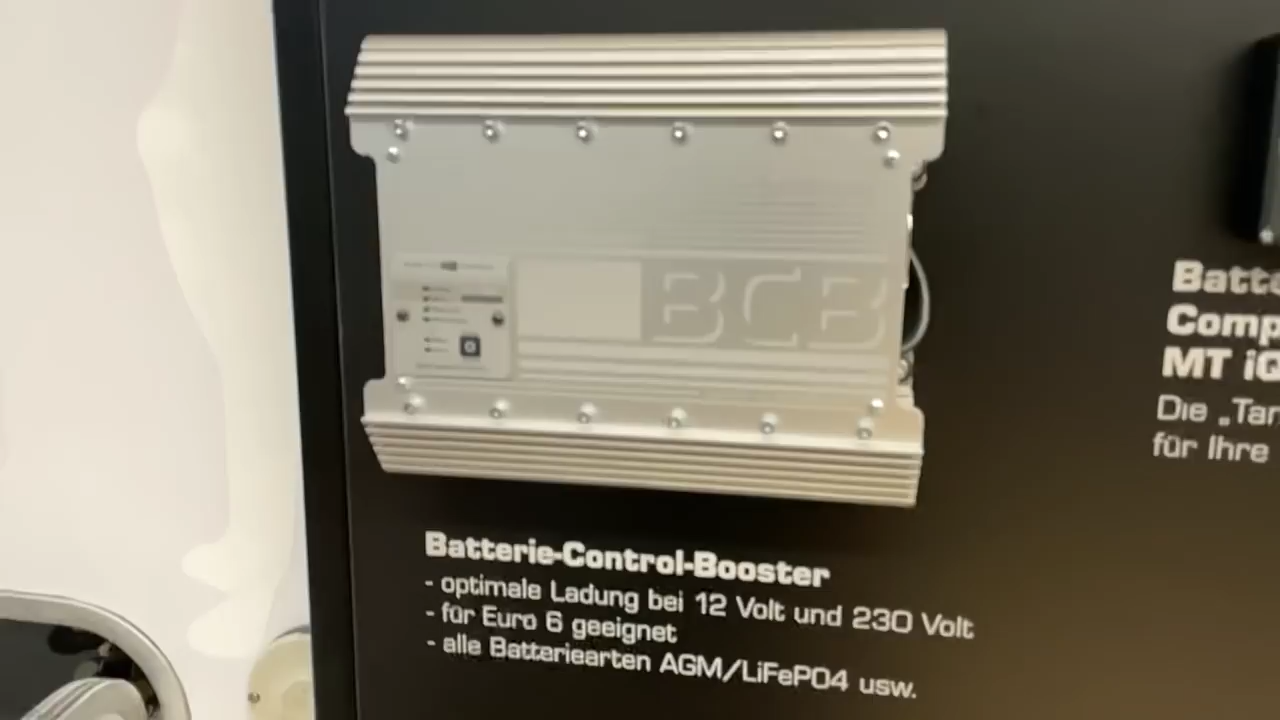 BCB
Batterie-Control-Booster
- optimale Ladung bei 12 Volt und 230 Volt
- für Euro 6 geeignet
- alle Batteriearten AGM/LiFePO4 usw.
Batte
Comp
MT iQ
Die „Tan
für Ihre